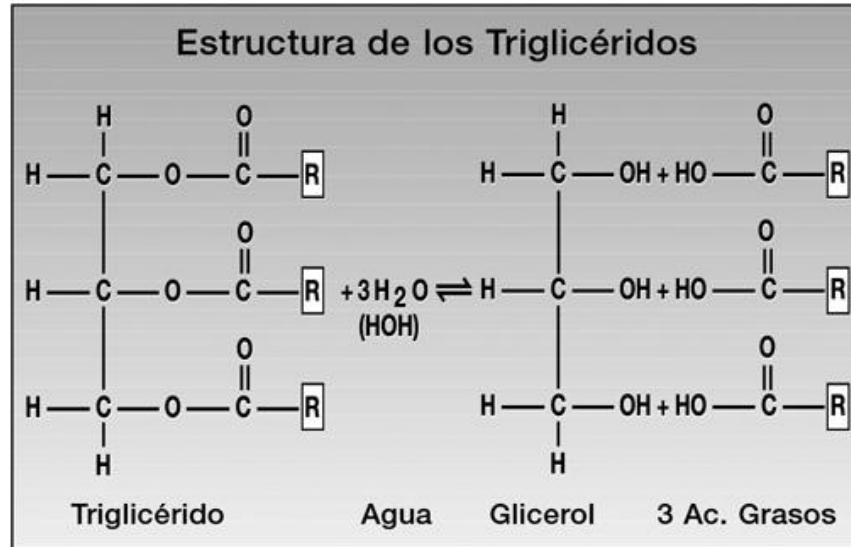 Estructura de los Triglicéridos
H O H O
H — C — O — C — R H — C — OH + HO — C — R
O O
H — C — O — C — R + 3H₂O ⇌ H — C — OH + HO — C — R
(HOH)
O O
H — C — O — C — R H — C — OH + HO — C — R
H H
Triglicérido Agua Glicerol 3 Ac. Grasos